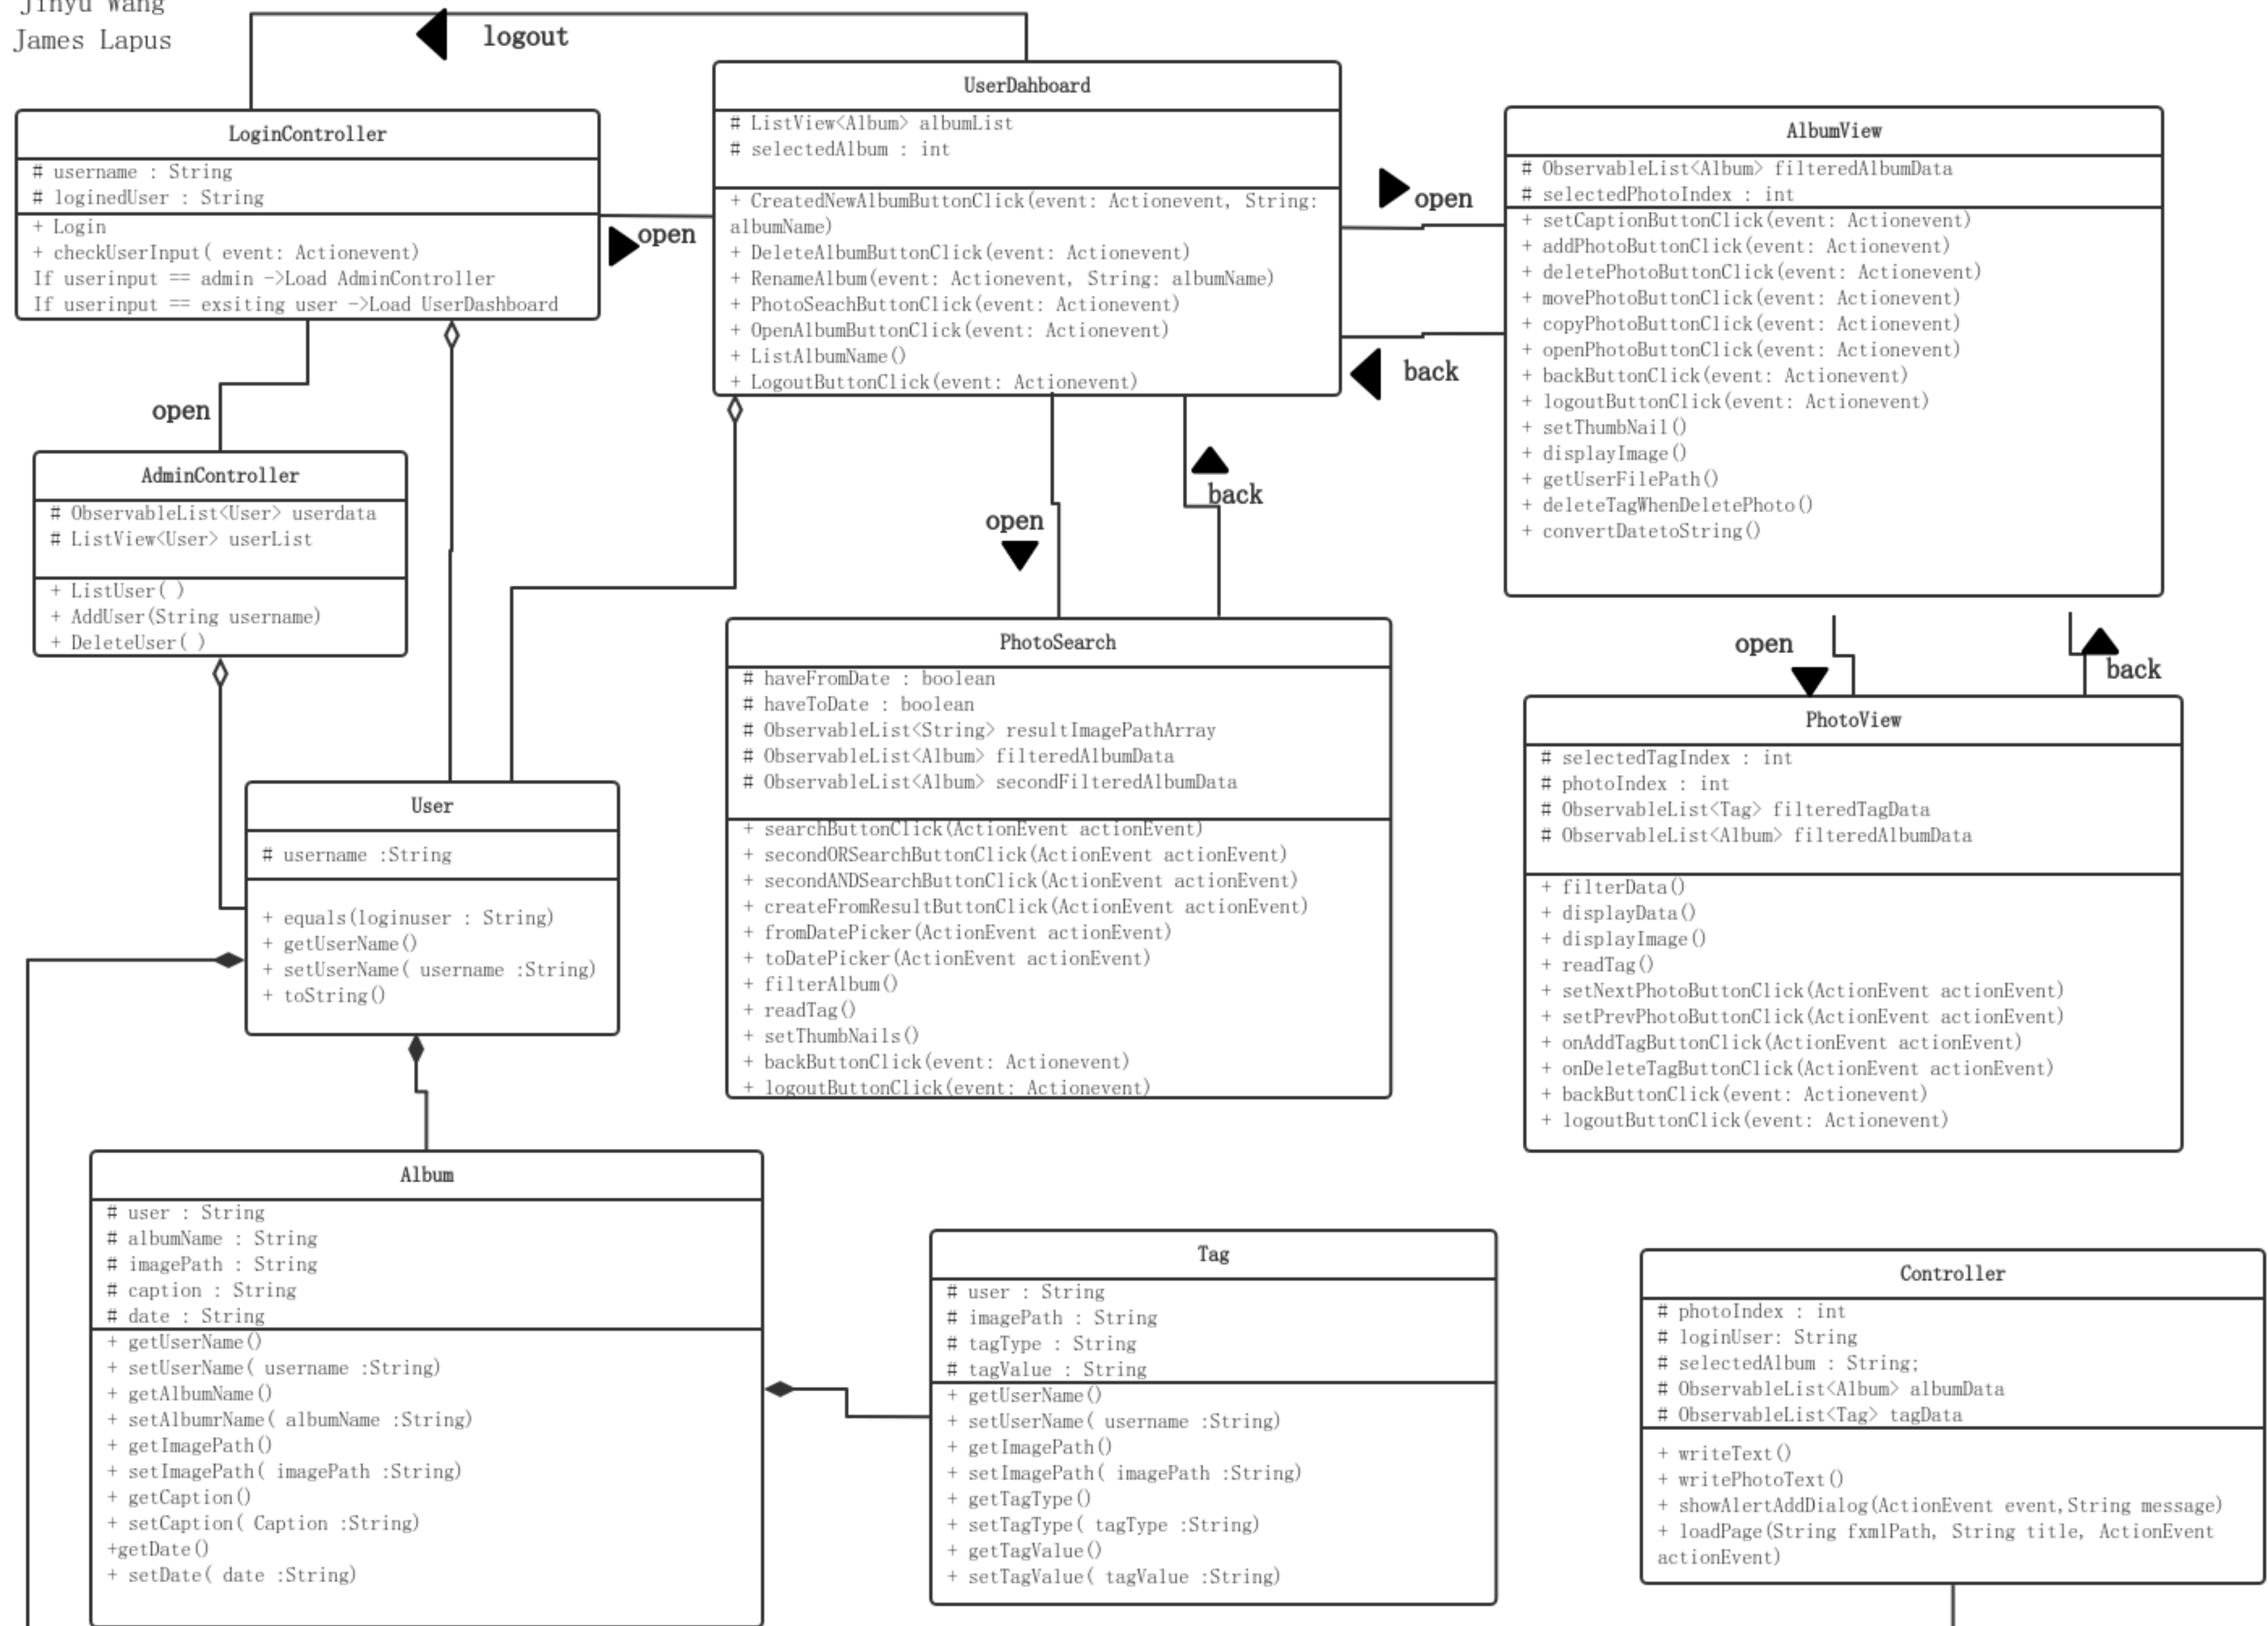 Jinyu Wang
James Lapus
logout
LoginController
# username : String
# loginedUser : String
+ Login
+ checkUserInput( event: Actionevent)
If userinput == admin ->Load AdminController
If userinput == exsiting user ->Load UserDashboard
open
UserDahboard
# ListView<Album> albumList
# selectedAlbum : int
+ CreatedNewAlbumButtonClick(event: Actionevent, String:
albumName)
+ DeleteAlbumButtonClick(event: Actionevent)
+ RenameAlbum(event: Actionevent, String: albumName)
+ PhotoSeachButtonClick(event: Actionevent)
+ OpenAlbumButtonClick(event: Actionevent)
+ ListAlbumName()
+ LogoutButtonClick(event: Actionevent)
open
back
AlbumView
# ObservableList<Album> filteredAlbumData
# selectedPhotoIndex : int
+ setCaptionButtonClick(event: Actionevent)
+ addPhotoButtonClick(event: Actionevent)
+ deletePhotoButtonClick(event: Actionevent)
+ movePhotoButtonClick(event: Actionevent)
+ copyPhotoButtonClick(event: Actionevent)
+ openPhotoButtonClick(event: Actionevent)
+ backButtonClick(event: Actionevent)
+ logoutButtonClick(event: Actionevent)
+ setThumbNail()
+ displayImage()
+ getUserFilePath()
+ deleteTagWhenDeletePhoto()
+ convertDatetoString()
open
AdminController
# ObservableList<User> userdata
# ListView<User> userList
+ ListUser( )
+ AddUser(String username)
+ DeleteUser( )
open
back
PhotoSearch
# haveFromDate : boolean
# haveToDate : boolean
# ObservableList<String> resultImagePathArray
# ObservableList<Album> filteredAlbumData
# ObservableList<Album> secondFilteredAlbumData
+ searchButtonClick(ActionEvent actionEvent)
+ secondORSearchButtonClick(ActionEvent actionEvent)
+ secondANDSearchButtonClick(ActionEvent actionEvent)
+ createFromResultButtonClick(ActionEvent actionEvent)
+ fromDatePicker(ActionEvent actionEvent)
+ toDatePicker(ActionEvent actionEvent)
+ filterAlbum()
+ readTag()
+ setThumbNails()
+ backButtonClick(event: Actionevent)
+ logoutButtonClick(event: Actionevent)
open
back
PhotoView
# selectedTagIndex : int
# photoIndex : int
# ObservableList<Tag> filteredTagData
# ObservableList<Album> filteredAlbumData
+ filterData()
+ displayData()
+ displayImage()
+ readTag()
+ setNextPhotoButtonClick(ActionEvent actionEvent)
+ setPrevPhotoButtonClick(ActionEvent actionEvent)
+ onAddTagButtonClick(ActionEvent actionEvent)
+ onDeleteTagButtonClick(ActionEvent actionEvent)
+ backButtonClick(event: Actionevent)
+ logoutButtonClick(event: Actionevent)
User
# username :String
+ equals(loginuser : String)
+ getUserName()
+ setUserName( username :String)
+ toString()
Album
# user : String
# albumName : String
# imagePath : String
# caption : String
# date : String
+ getUserName()
+ setUserName( username :String)
+ getAlbumName()
+ setAlbumrName( albumName :String)
+ getImagePath()
+ setImagePath( imagePath :String)
+ getCaption()
+ setCaption( Caption :String)
+getDate()
+ setDate( date :String)
Tag
# user : String
# imagePath : String
# tagType : String
# tagValue : String
+ getUserName()
+ setUserName( username :String)
+ getImagePath()
+ setImagePath( imagePath :String)
+ getTagType()
+ setTagType( tagType :String)
+ getTagValue()
+ setTagValue( tagValue :String)
Controller
# photoIndex : int
# loginUser: String
# selectedAlbum : String;
# ObservableList<Album> albumData
# ObservableList<Tag> tagData
+ writeText()
+ writePhotoText()
+ showAlertAddDialog(ActionEvent event,String message)
+ loadPage(String fxmlPath, String title, ActionEvent
actionEvent)